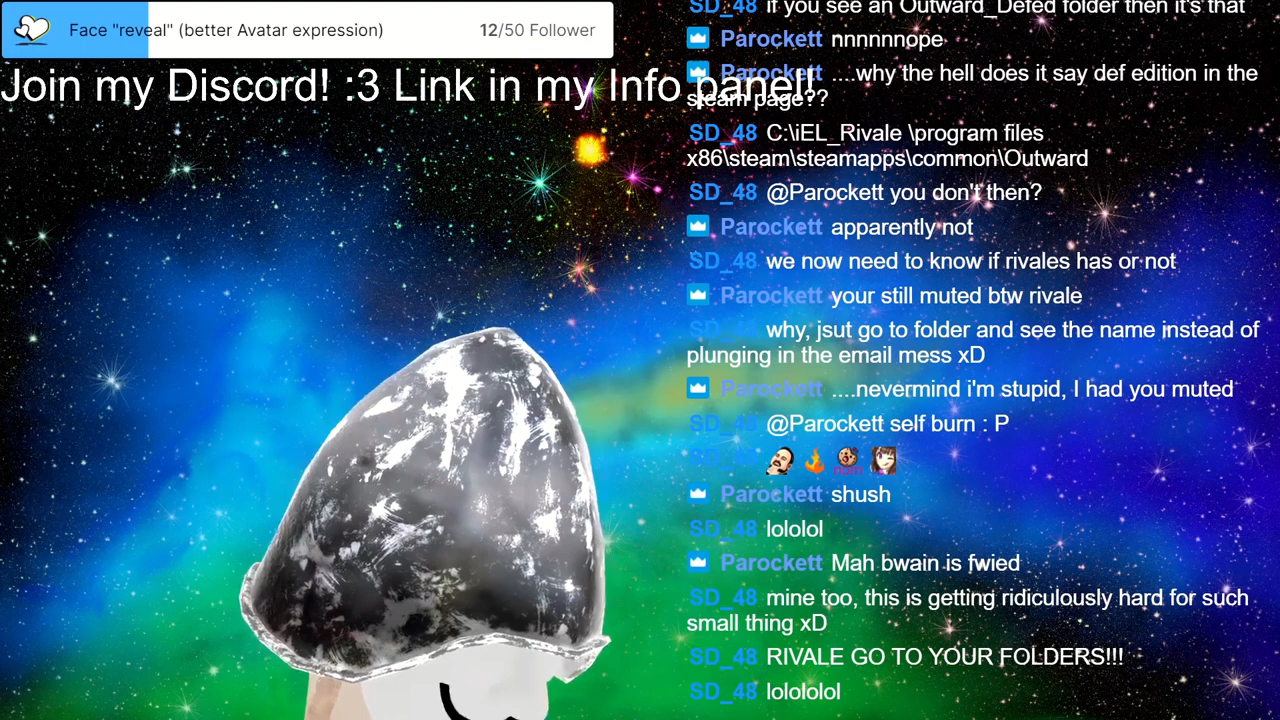 Face "reveal" (better Avatar expression) 12/50 Follower
Join my Discord! :3 Link in my Info panel!
SD_48 if you see an Outward_Defed folder then it's that
Parockett nnnnnnope
Parockett ....why the hell does it say def edition in the
steam page??
SD_48 C:\iEL_Rivale \program files
x86\steam\steamapps\common\Outward
SD_48 @Parockett you don't then?
Parockett apparently not
SD_48 we now need to know if rivales has or not
Parockett your still muted btw rivale
SD_48 why, jsut go to folder and see the name instead of
plunging in the email mess xD
Parockett ....nevermind i'm stupid, I had you muted
SD_48 @Parockett self burn : P
SD_48 nom
Parockett shush
SD_48 lololol
Parockett Mah bwain is fwied
SD_48 mine too, this is getting ridiculously hard for such
small thing xD
SD_48 RIVALE GO TO YOUR FOLDERS!!!
SD_48 lolololol